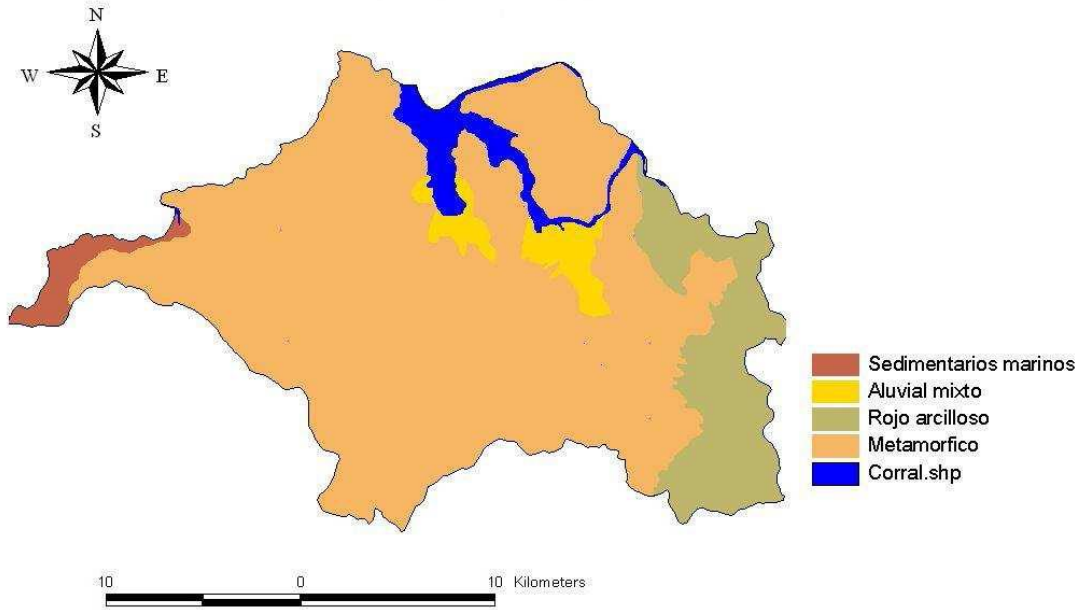 N
W E
S
Sedimentarios marinos
Aluvial mixto
Rojo arcilloso
Metamorfico
Corral.shp
10 0 10 Kilometers